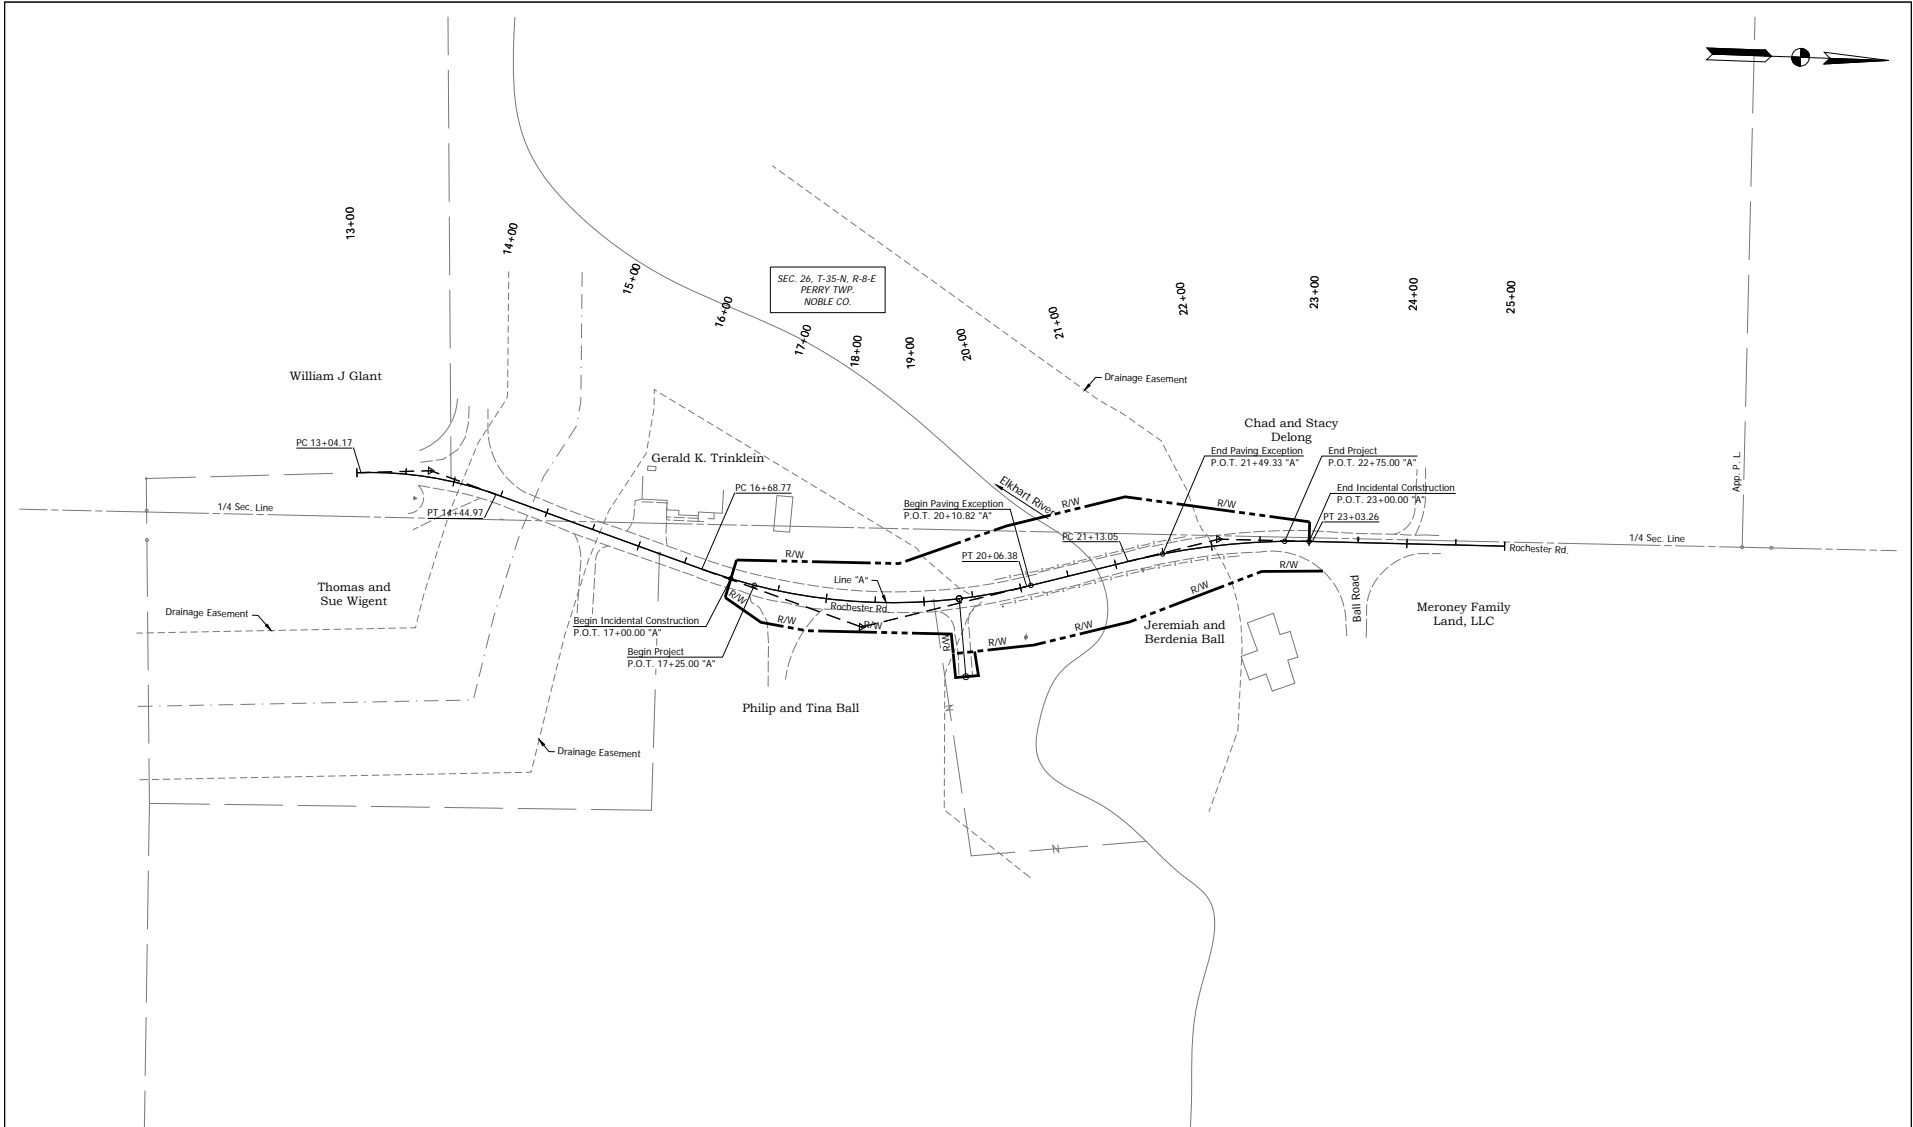 13+00
14+00
15+00
16+00
17+00
18+00
19+00
20+00
21+00
22+00
23+00
24+00
25+00
SEC. 26, T-35-N, R-8-E
PERRY TWP.
NOBLE CO.
App. P. L.
William J Glant
Drainage Easement
Chad and Stacy
Delong
PC 13+04.17
Gerald K. Trinklein
End Paving Exception
P.O.T. 21+49.33 "A"
End Project
P.O.T. 22+75.00 "A"
PC 16+68.77
Elkhart River
End Incidental Construction
P.O.T. 23+00.00 "A"
1/4 Sec. Line
PT 14+44.97
Begin Paving Exception
P.O.T. 20+10.82 "A"
R/W
R/W
PT 23+03.26
PC 21+13.05
1/4 Sec. Line
Rochester Rd.
R/W
PT 20+06.38
R/W
Line "A"
Thomas and
Sue Wigent
R/W
R/W
Ball Road
Rochester Rd.
Meroney Family
Land, LLC
Drainage Easement
Begin Incidental Construction
P.O.T. 17+00.00 "A"
R/W
R/W
R/W
R/W
R/W
Jeremiah and
Berdenia Ball
Begin Project
P.O.T. 17+25.00 "A"
Philip and Tina Ball
N
Drainage Easement
N